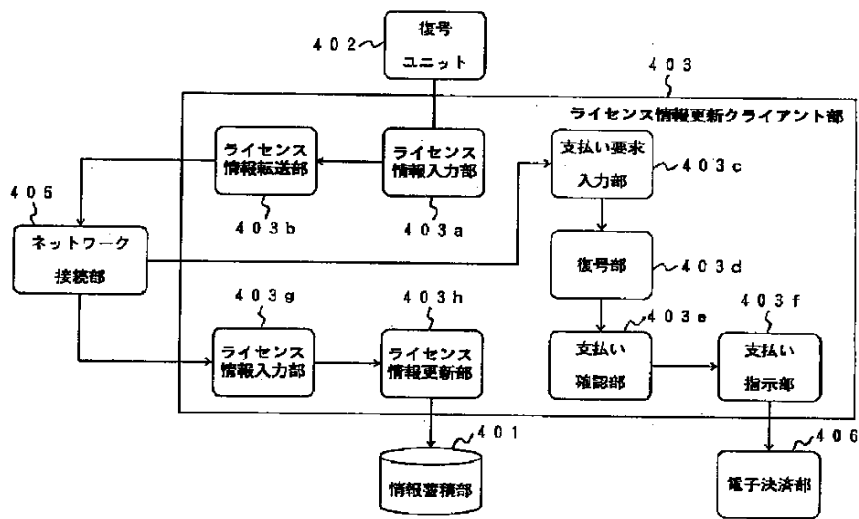 復号
ユニット
402
403
ライセンス情報更新クライアント部
ライセンス
情報転送部
403b
ライセンス
情報入力部
403a
支払い要求
入力部
403c
405
ネットワーク
接続部
復号部
403d
403g
ライセンス
情報入力部
403h
ライセンス
情報更新部
403e
支払い
確認部
403f
支払い
指示部
401
情報蓄積部
406
電子決済部